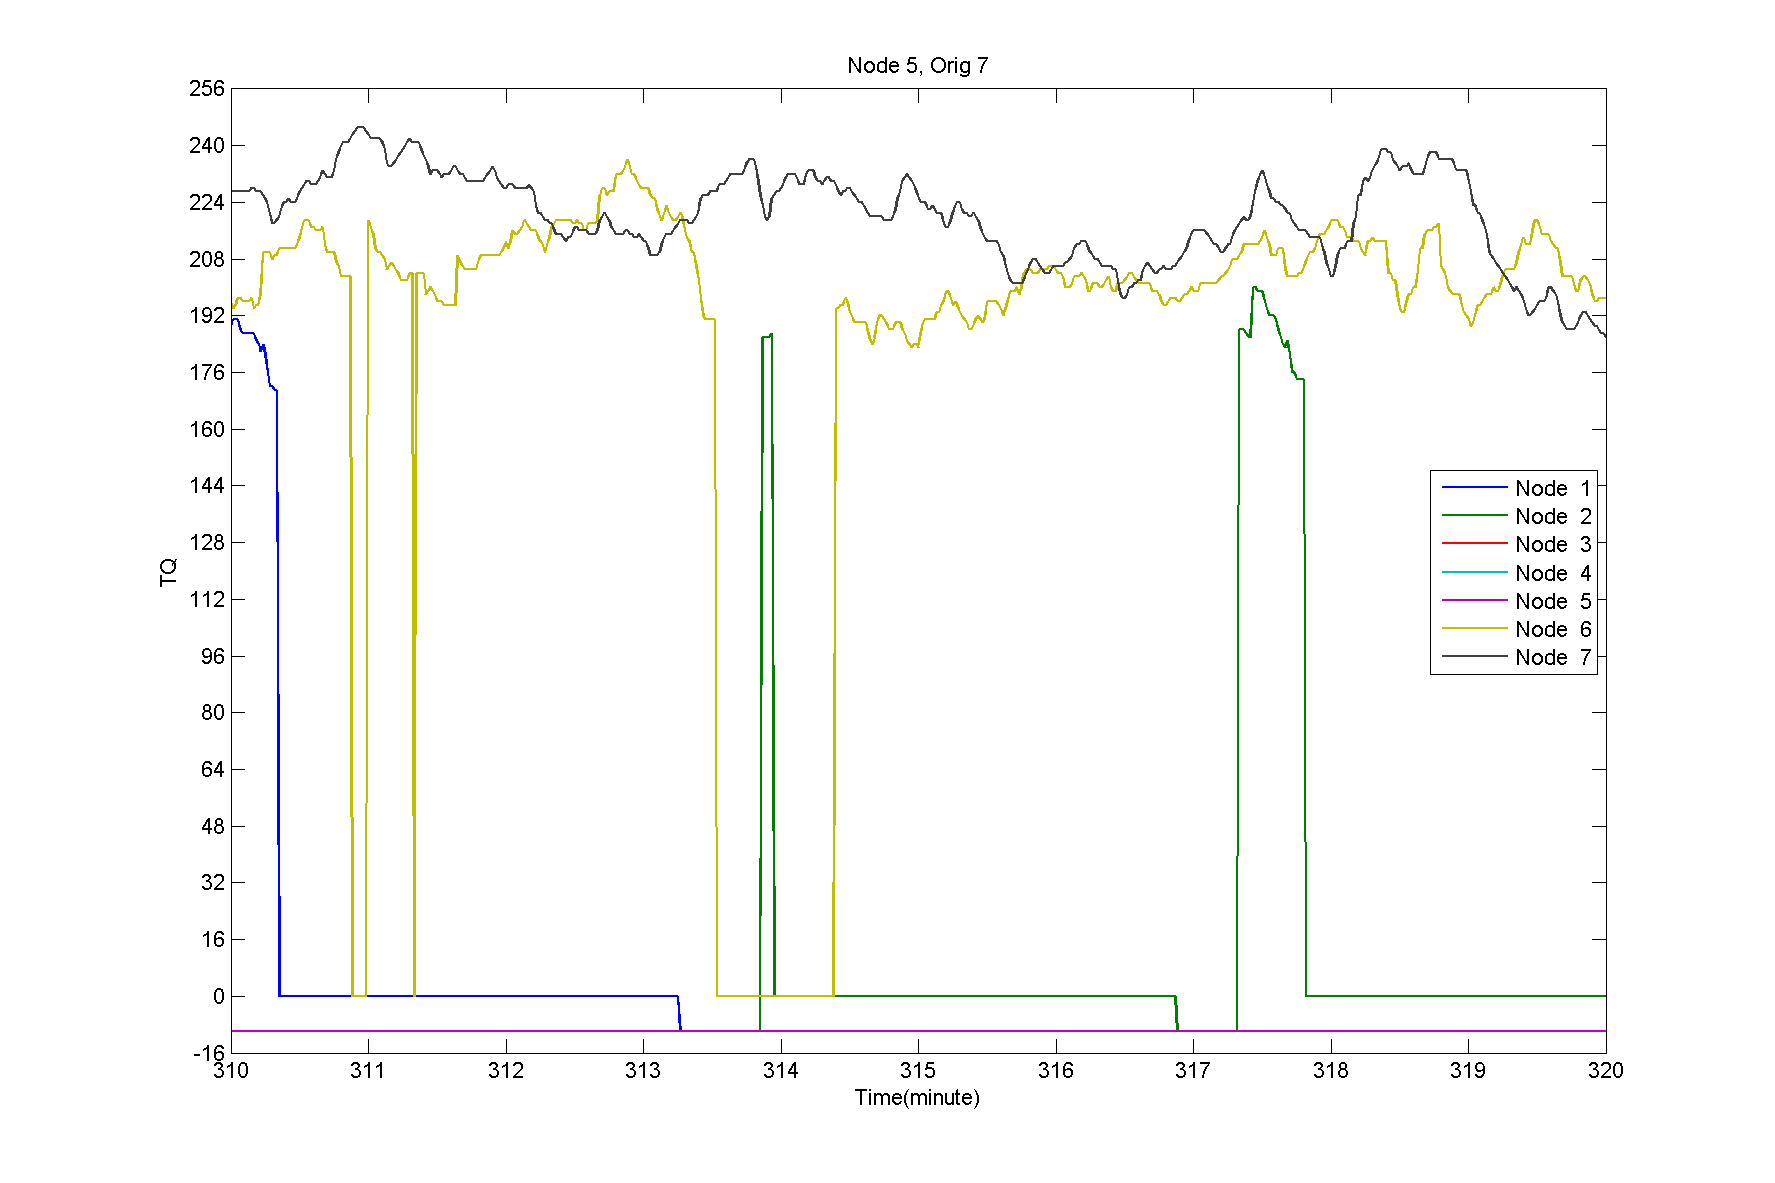 Node 5, Orig 7
256
240
224
208
192
176
160
144
128
112
96
80
64
48
32
16
0
-16
TQ
310 311 312 313 314 315 316 317 318 319 320
Time(minute)
Node 1
Node 2
Node 3
Node 4
Node 5
Node 6
Node 7